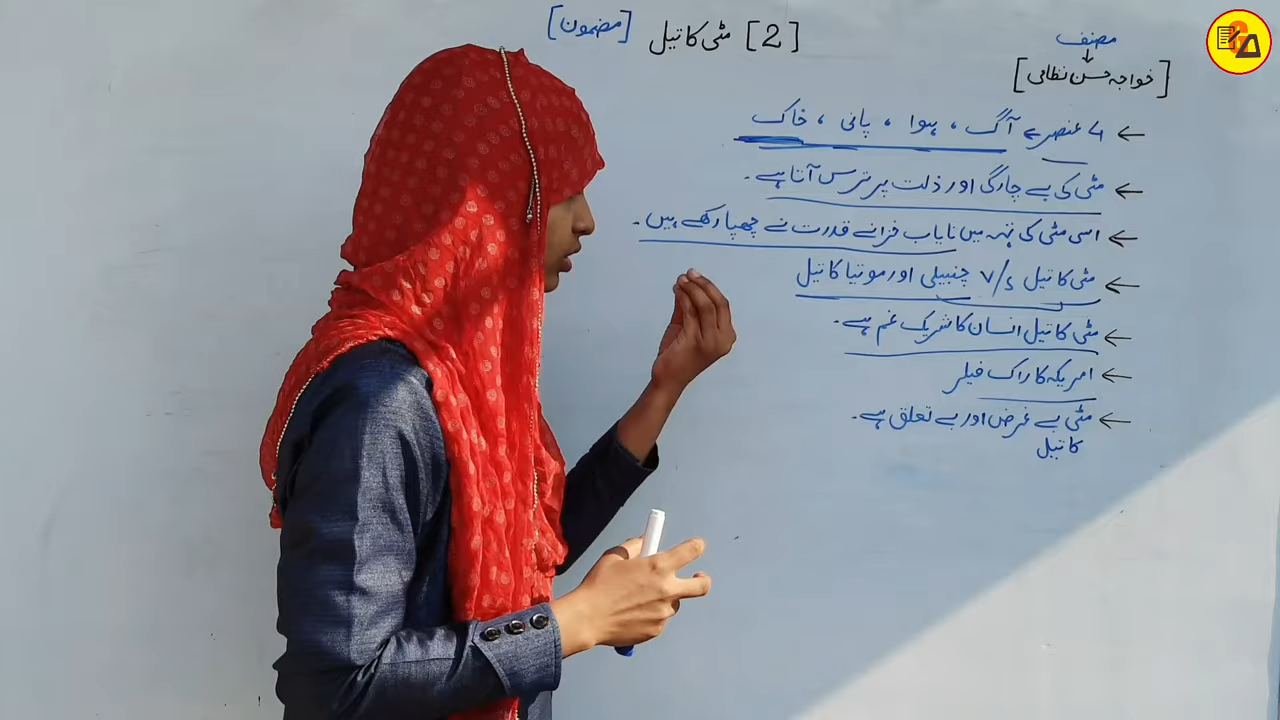 [2] مٹی کا تیل [مضمون]
مصنف
↓
[خواجہ حسن نظامی]
← 4 عنصر ہے آگ ، ہوا ، پانی ، خاک
← مٹی کی بے چارگی اور ذلت پر ترس آتا ہے۔
← اسی مٹی کی تہہ میں نایاب خزانے قدرت نے چھپا رکھے ہیں۔
← مٹی کا تیل v/s چنبیلی اور موتیا کا تیل
← مٹی کا تیل انسان کا شریک غم ہے۔
← امریکہ کا راک فیلر
← مٹی بے غرض اور بے تعلق ہے۔
کا تیل